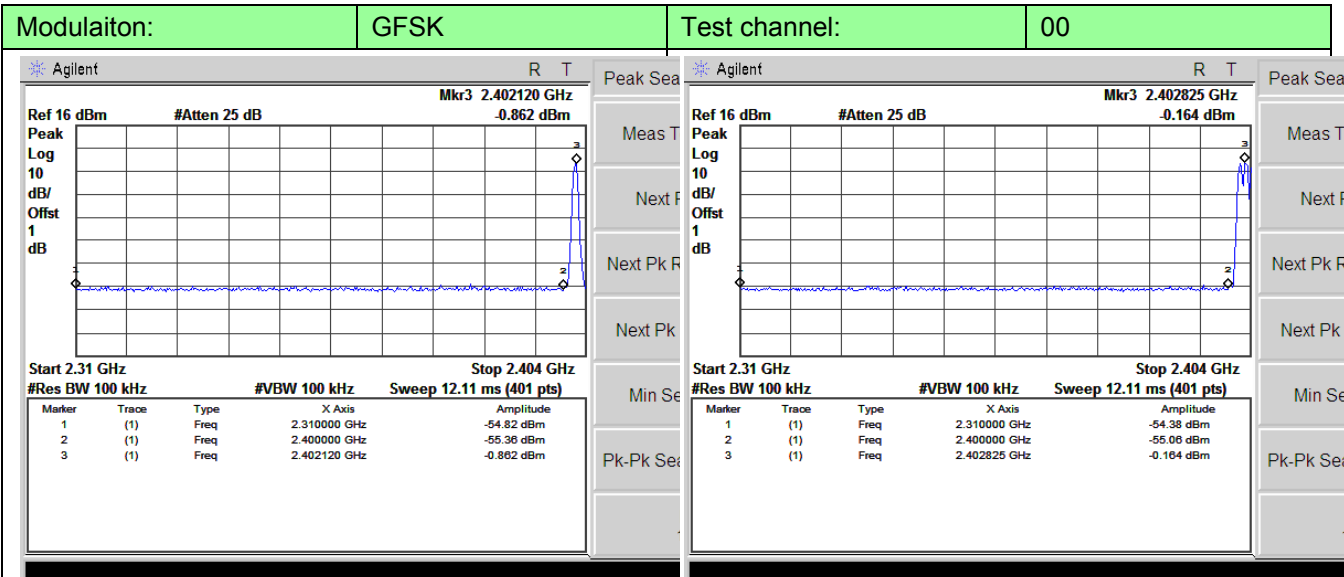 Modulaiton: GFSK Test channel: 00
Agilent R T
Mkr3 2.402120 GHz
Ref 16 dBm #Atten 25 dB -0.862 dBm
Peak
Log
10
dB/
Offst
1
dB
1
2
3
Start 2.31 GHz Stop 2.404 GHz
#Res BW 100 kHz #VBW 100 kHz Sweep 12.11 ms (401 pts)
Marker Trace Type X Axis Amplitude
1 (1) Freq 2.310000 GHz -54.82 dBm
2 (1) Freq 2.400000 GHz -55.36 dBm
3 (1) Freq 2.402120 GHz -0.862 dBm
Peak Sea
Meas T
Next P
Next Pk R
Next Pk
Min Se
Pk-Pk Sea
Agilent R T
Mkr3 2.402825 GHz
Ref 16 dBm #Atten 25 dB -0.164 dBm
Peak
Log
10
dB/
Offst
1
dB
1
2
3
Start 2.31 GHz Stop 2.404 GHz
#Res BW 100 kHz #VBW 100 kHz Sweep 12.11 ms (401 pts)
Marker Trace Type X Axis Amplitude
1 (1) Freq 2.310000 GHz -54.38 dBm
2 (1) Freq 2.400000 GHz -55.06 dBm
3 (1) Freq 2.402825 GHz -0.164 dBm
Peak Sea
Meas T
Next P
Next Pk R
Next Pk
Min Se
Pk-Pk Sea